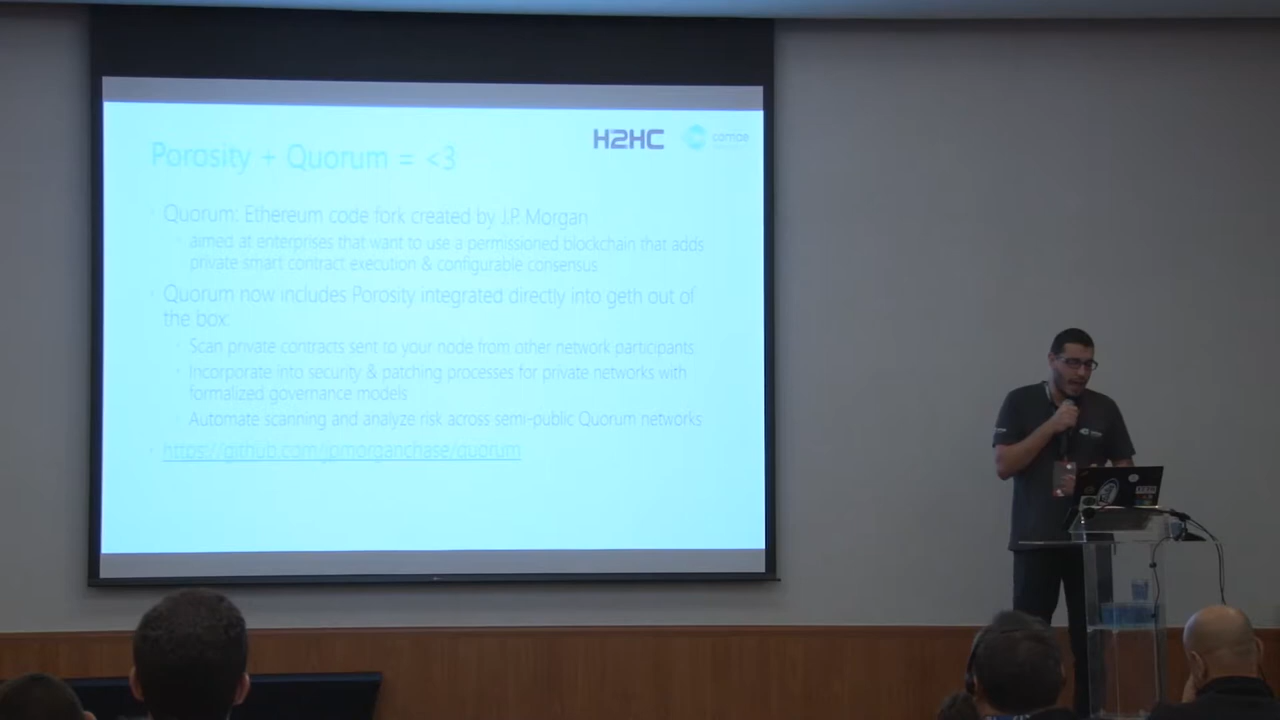 H2HC
comae
Porosity + Quorum = <3
Quorum: Ethereum code fork created by J.P. Morgan
aimed at enterprises that want to use a permissioned blockchain that adds
private smart contract execution & configurable consensus
Quorum now includes Porosity integrated directly into geth out of
the box:
Scan private contracts sent to your node from other network participants
Incorporate into security & patching processes for private networks with
formalized governance models
Automate scanning and analyze risk across semi-public Quorum networks
https://github.com/jpmorganchase/quorum